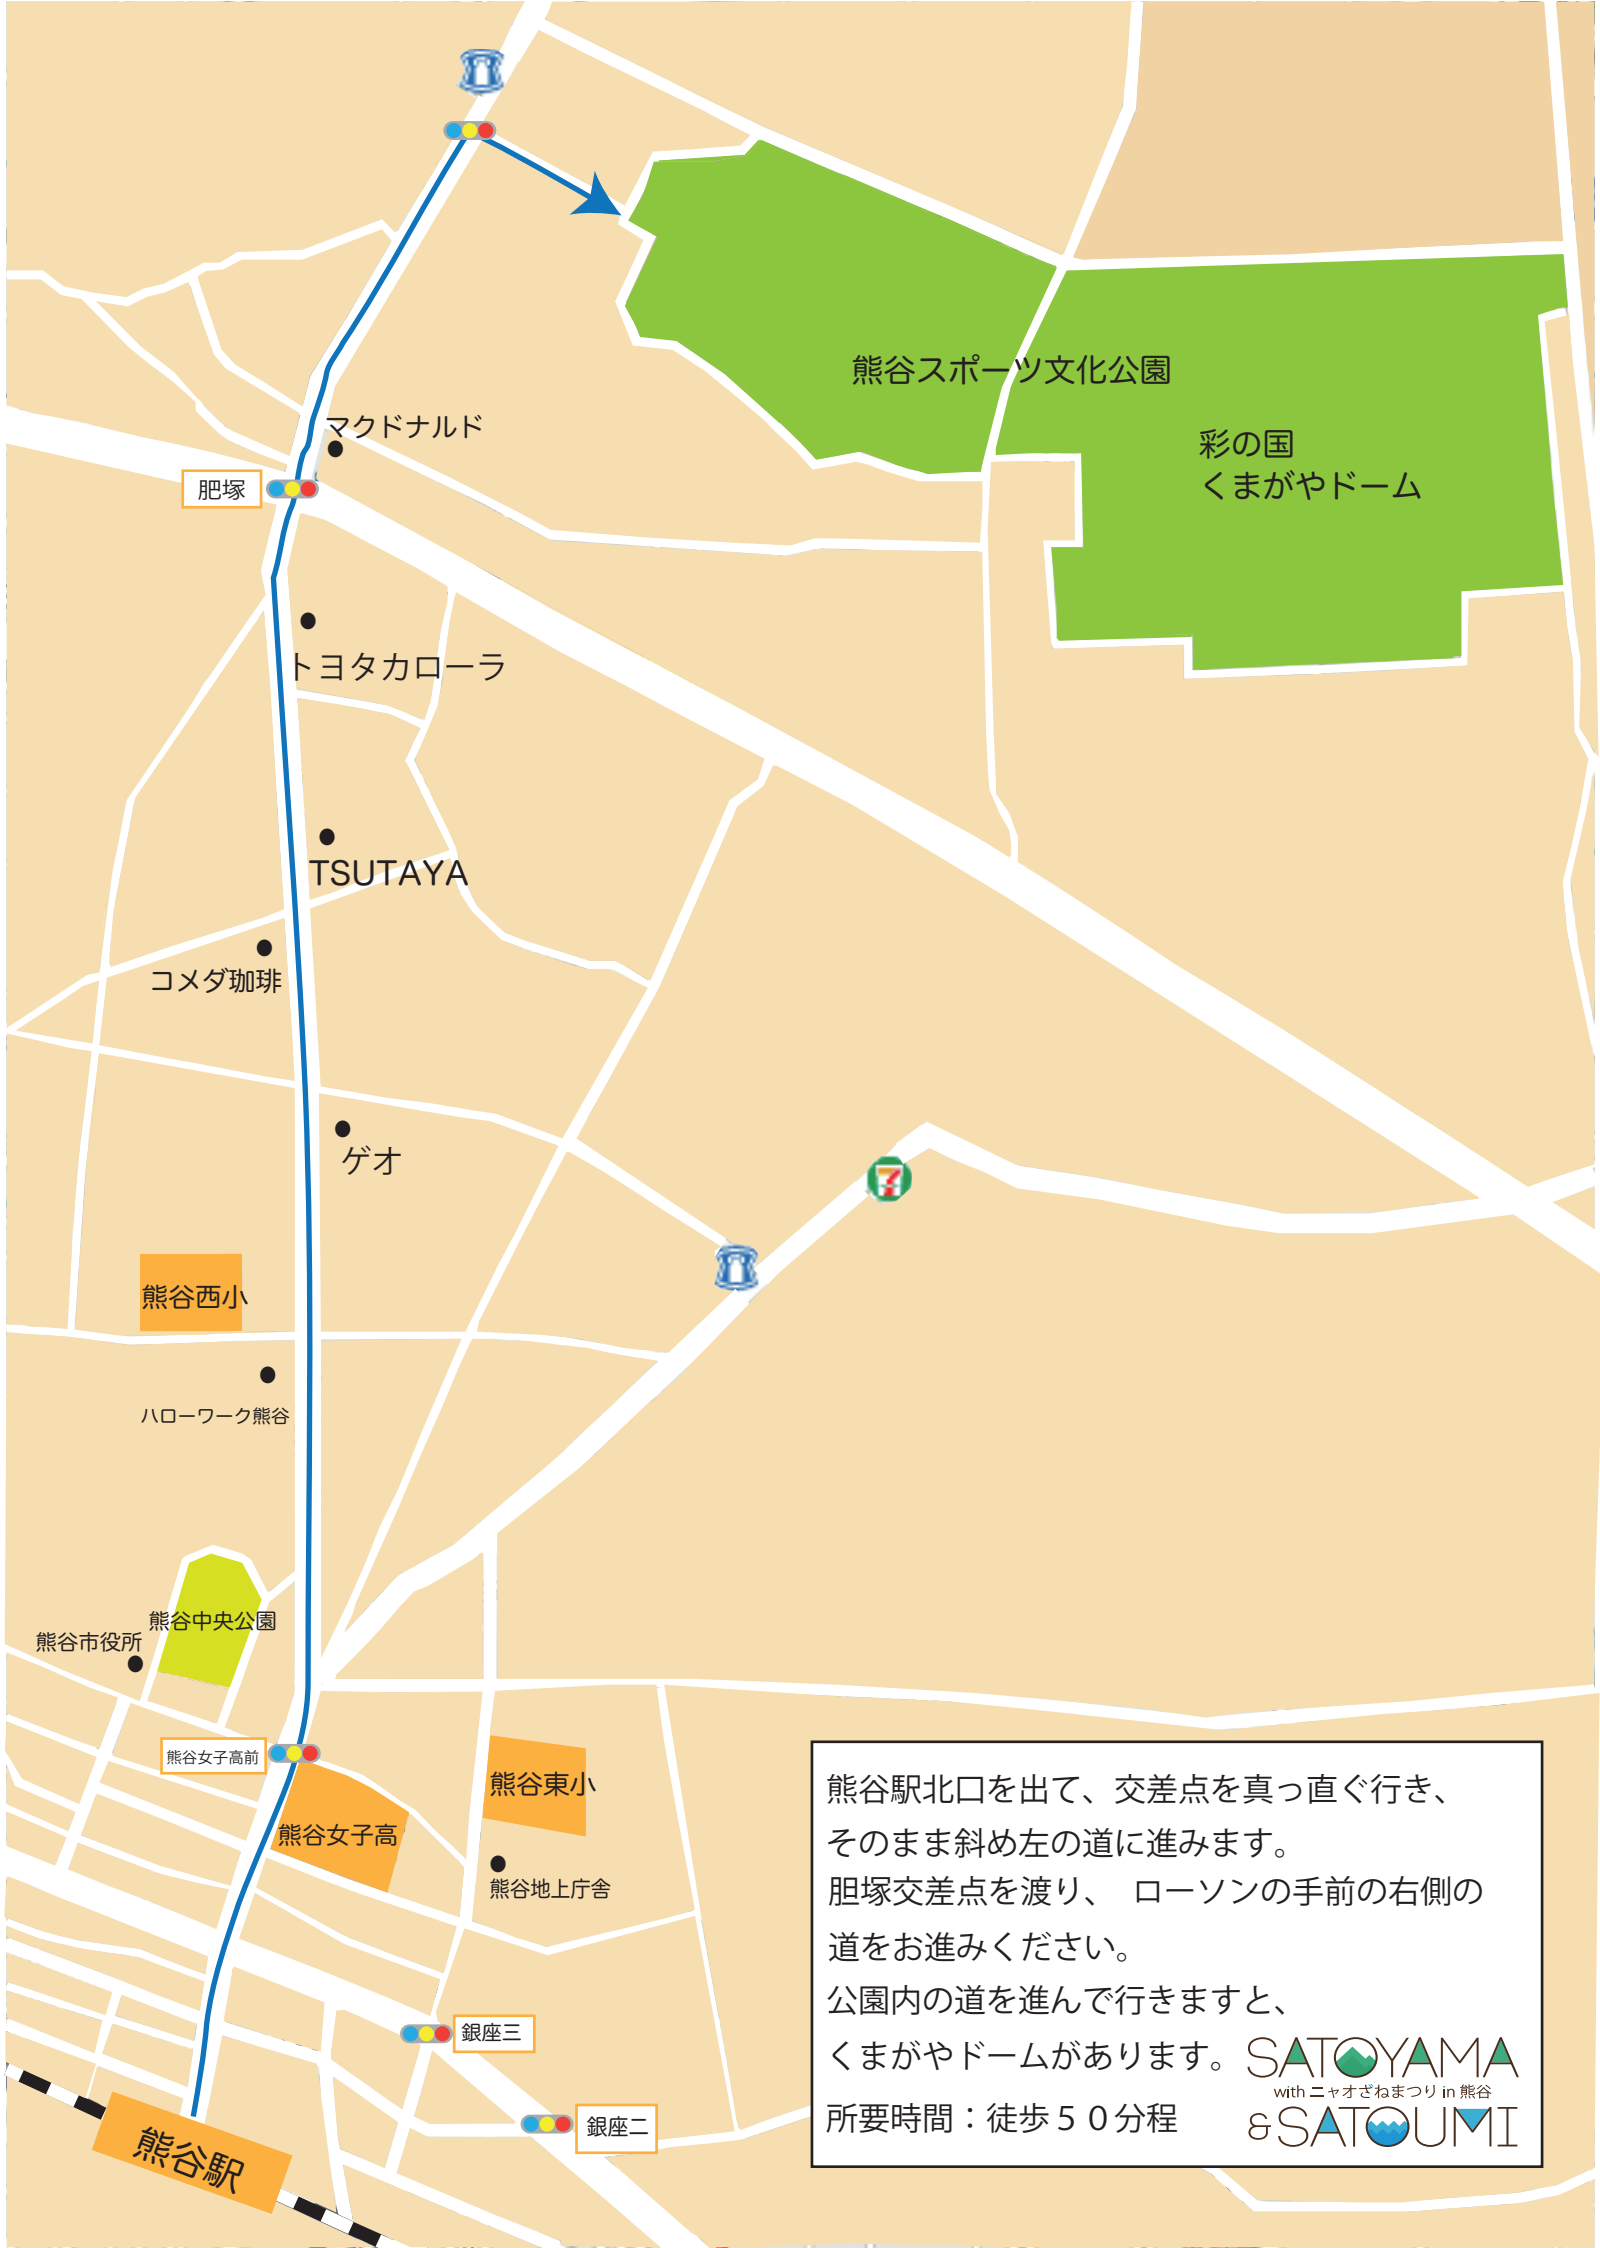 熊谷スポーツ文化公園
マクドナルド
彩の国
くまがやドーム
肥塚
トヨタカローラ
TSUTAYA
コメダ珈琲
ゲオ
7
熊谷西小
ハローワーク熊谷
熊谷中央公園
熊谷市役所
熊谷女子高前
熊谷東小
熊谷女子高
熊谷地上庁舎
銀座三
銀座二
熊谷駅
熊谷駅北口を出て、交差点を真っ直ぐ行き、
そのまま斜め左の道に進みます。
胆塚交差点を渡り、 ローソンの手前の右側の
道をお進みください。
公園内の道を進んで行きますと、
くまがやドームがあります。
所要時間：徒歩５０分程
SATOYAMA
with ニャオざねまつり in 熊谷
&SATOUMI